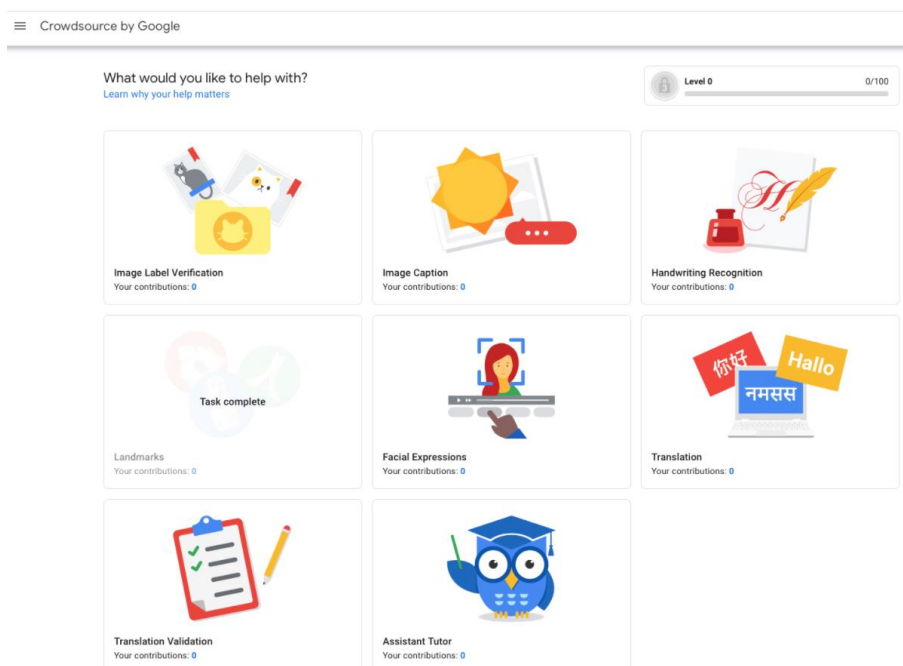 Crowdsource by Google
What would you like to help with?
Learn why your help matters
Level 0 0/100
Image Label Verification
Your contributions: 0
Image Caption
Your contributions: 0
Handwriting Recognition
Your contributions: 0
Task complete
Landmarks
Your contributions: 0
Facial Expressions
Your contributions: 0
你好
Hallo
नमसस
Translation
Your contributions: 0
Translation Validation
Your contributions: 0
Assistant Tutor
Your contributions: 0